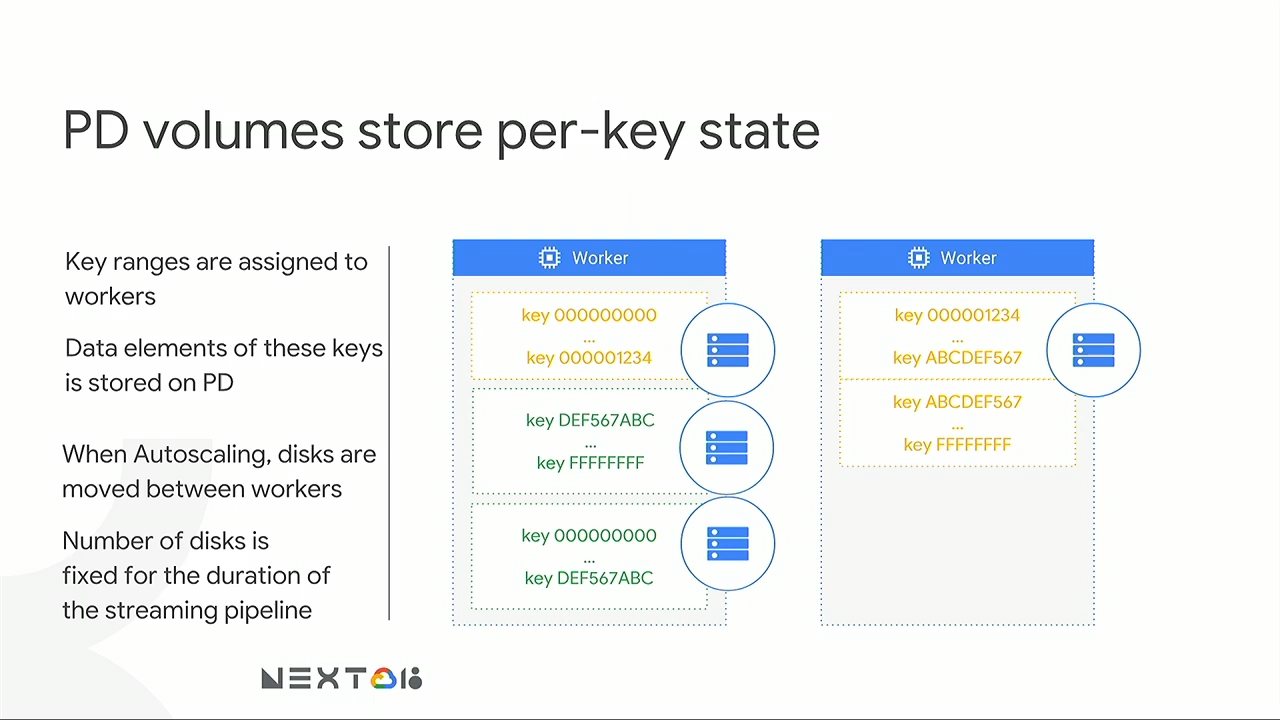 PD volumes store per-key state
Key ranges are assigned to
workers
Data elements of these keys
is stored on PD
When Autoscaling, disks are
moved between workers
Number of disks is
fixed for the duration of
the streaming pipeline
Worker
key 000000000
...
key 000001234
key DEF567ABC
...
key FFFFFFFF
key 000000000
...
key DEF567ABC
Worker
key 000001234
...
key ABCDEF567
key ABCDEF567
...
key FFFFFFFF
NEXT 18